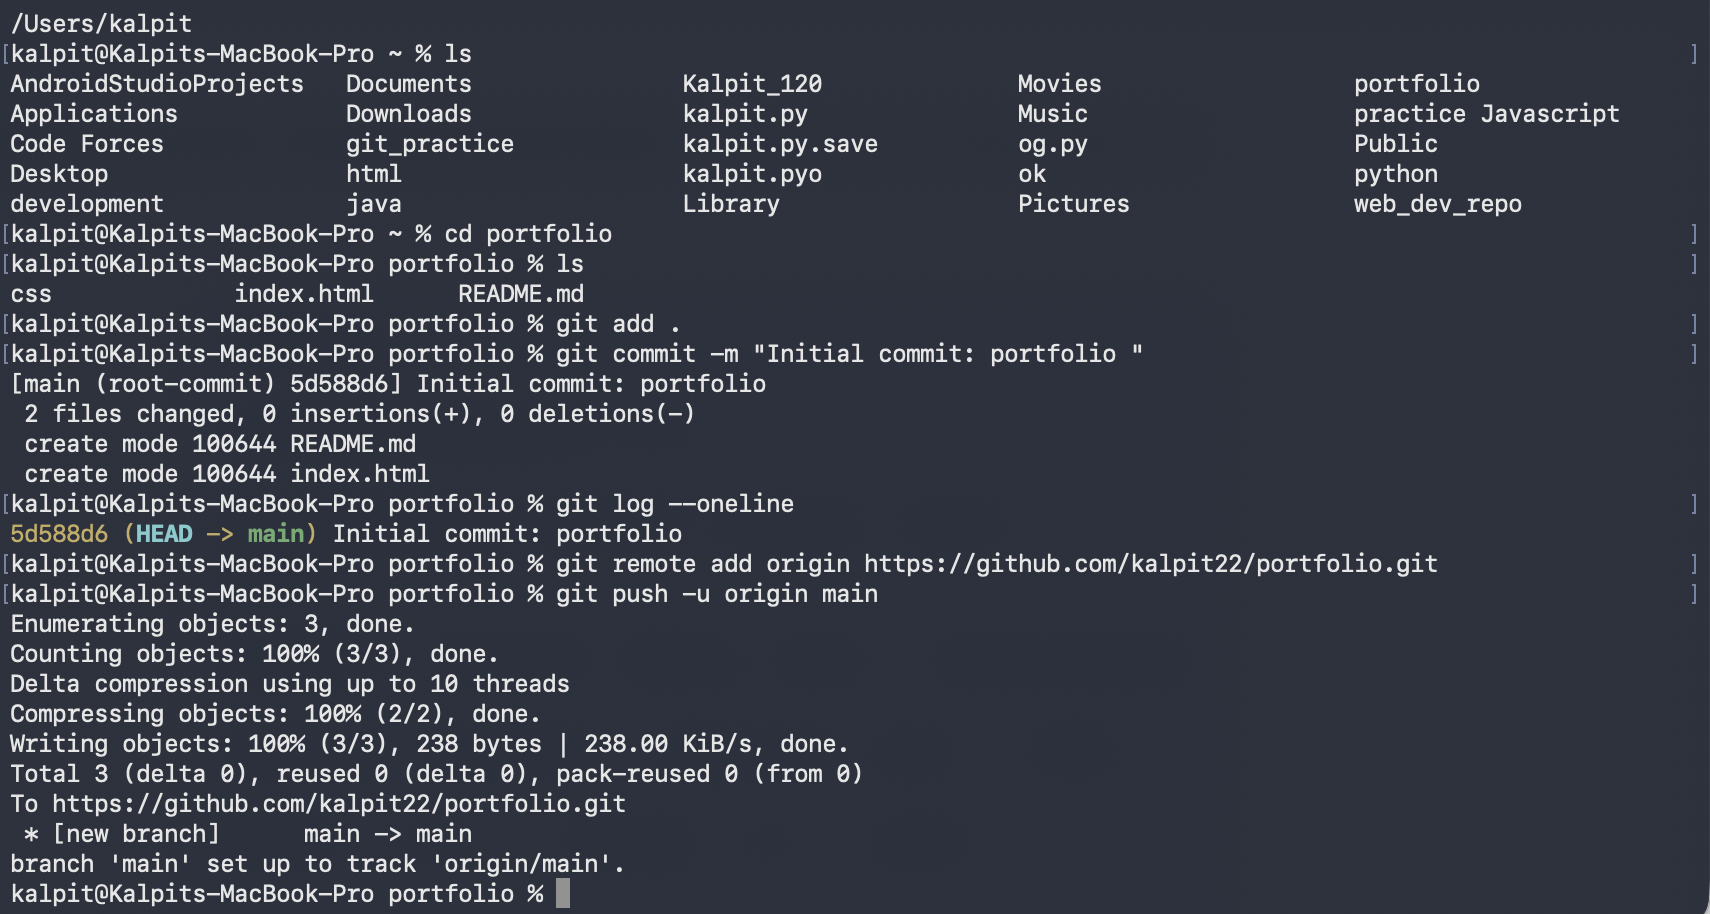 /Users/kalpit
[kalpit@Kalpits-MacBook-Pro ~ % ls ]
AndroidStudioProjects Documents Kalpit_120 Movies portfolio
Applications Downloads kalpit.py Music practice Javascript
Code Forces git_practice kalpit.py.save og.py Public
Desktop html kalpit.pyo ok python
development java Library Pictures web_dev_repo
[kalpit@Kalpits-MacBook-Pro ~ % cd portfolio ]
[kalpit@Kalpits-MacBook-Pro portfolio % ls ]
css index.html README.md
[kalpit@Kalpits-MacBook-Pro portfolio % git add . ]
[kalpit@Kalpits-MacBook-Pro portfolio % git commit -m "Initial commit: portfolio " ]
[main (root-commit) 5d588d6] Initial commit: portfolio
2 files changed, 0 insertions(+), 0 deletions(-)
create mode 100644 README.md
create mode 100644 index.html
[kalpit@Kalpits-MacBook-Pro portfolio % git log --oneline ]
5d588d6 (HEAD -> main) Initial commit: portfolio
[kalpit@Kalpits-MacBook-Pro portfolio % git remote add origin https://github.com/kalpit22/portfolio.git ]
[kalpit@Kalpits-MacBook-Pro portfolio % git push -u origin main ]
Enumerating objects: 3, done.
Counting objects: 100% (3/3), done.
Delta compression using up to 10 threads
Compressing objects: 100% (2/2), done.
Writing objects: 100% (3/3), 238 bytes | 238.00 KiB/s, done.
Total 3 (delta 0), reused 0 (delta 0), pack-reused 0 (from 0)
To https://github.com/kalpit22/portfolio.git
* [new branch] main -> main
branch 'main' set up to track 'origin/main'.
kalpit@Kalpits-MacBook-Pro portfolio %